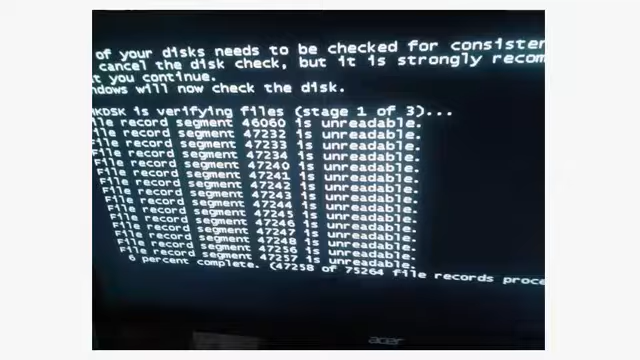 of your disks needs to be checked for consisten
cancel the disk check, but it is strongly recom
t you continue.
ndows will now check the disk.
HKDSK is verifying files (stage 1 of 3)...
le record segment 46060 is unreadable.
le record segment 47232 is unreadable.
ile record segment 47233 is unreadable.
File record segment 47234 is unreadable.
File record segment 47240 is unreadable.
File record segment 47241 is unreadable.
File record segment 47242 is unreadable.
File record segment 47243 is unreadable.
File record segment 47244 is unreadable.
File record segment 47245 is unreadable.
File record segment 47246 is unreadable.
File record segment 47247 is unreadable.
File record segment 47248 is unreadable.
File record segment 47256 is unreadable.
File record segment 47257 is unreadable.
6 percent complete. (47258 of 75264 file records proce
acer